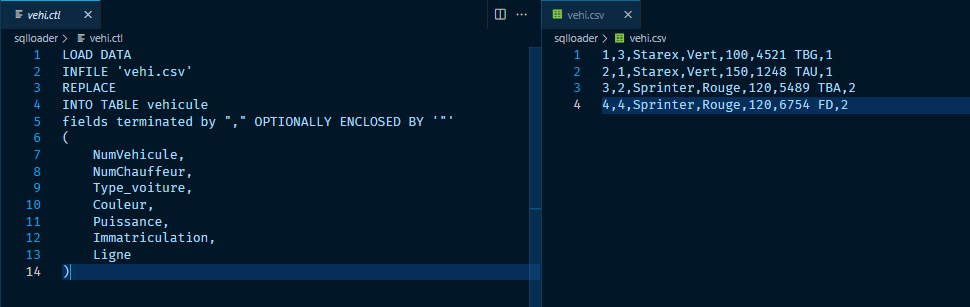 vehi.ctl
sqlloader > vehi.ctl
1 LOAD DATA
2 INFILE 'vehi.csv'
3 REPLACE
4 INTO TABLE vehicule
5 fields terminated by "," OPTIONALLY ENCLOSED BY '"'
6 (
7 NumVehicule,
8 NumChauffeur,
9 Type_voiture,
10 Couleur,
11 Puissance,
12 Immatriculation,
13 Ligne
14 )
vehi.csv
sqlloader > vehi.csv
1 1,3,Starex,Vert,100,4521 TBG,1
2 2,1,Starex,Vert,150,1248 TAU,1
3 3,2,Sprinter,Rouge,120,5489 TBA,2
4 4,4,Sprinter,Rouge,120,6754 FD,2